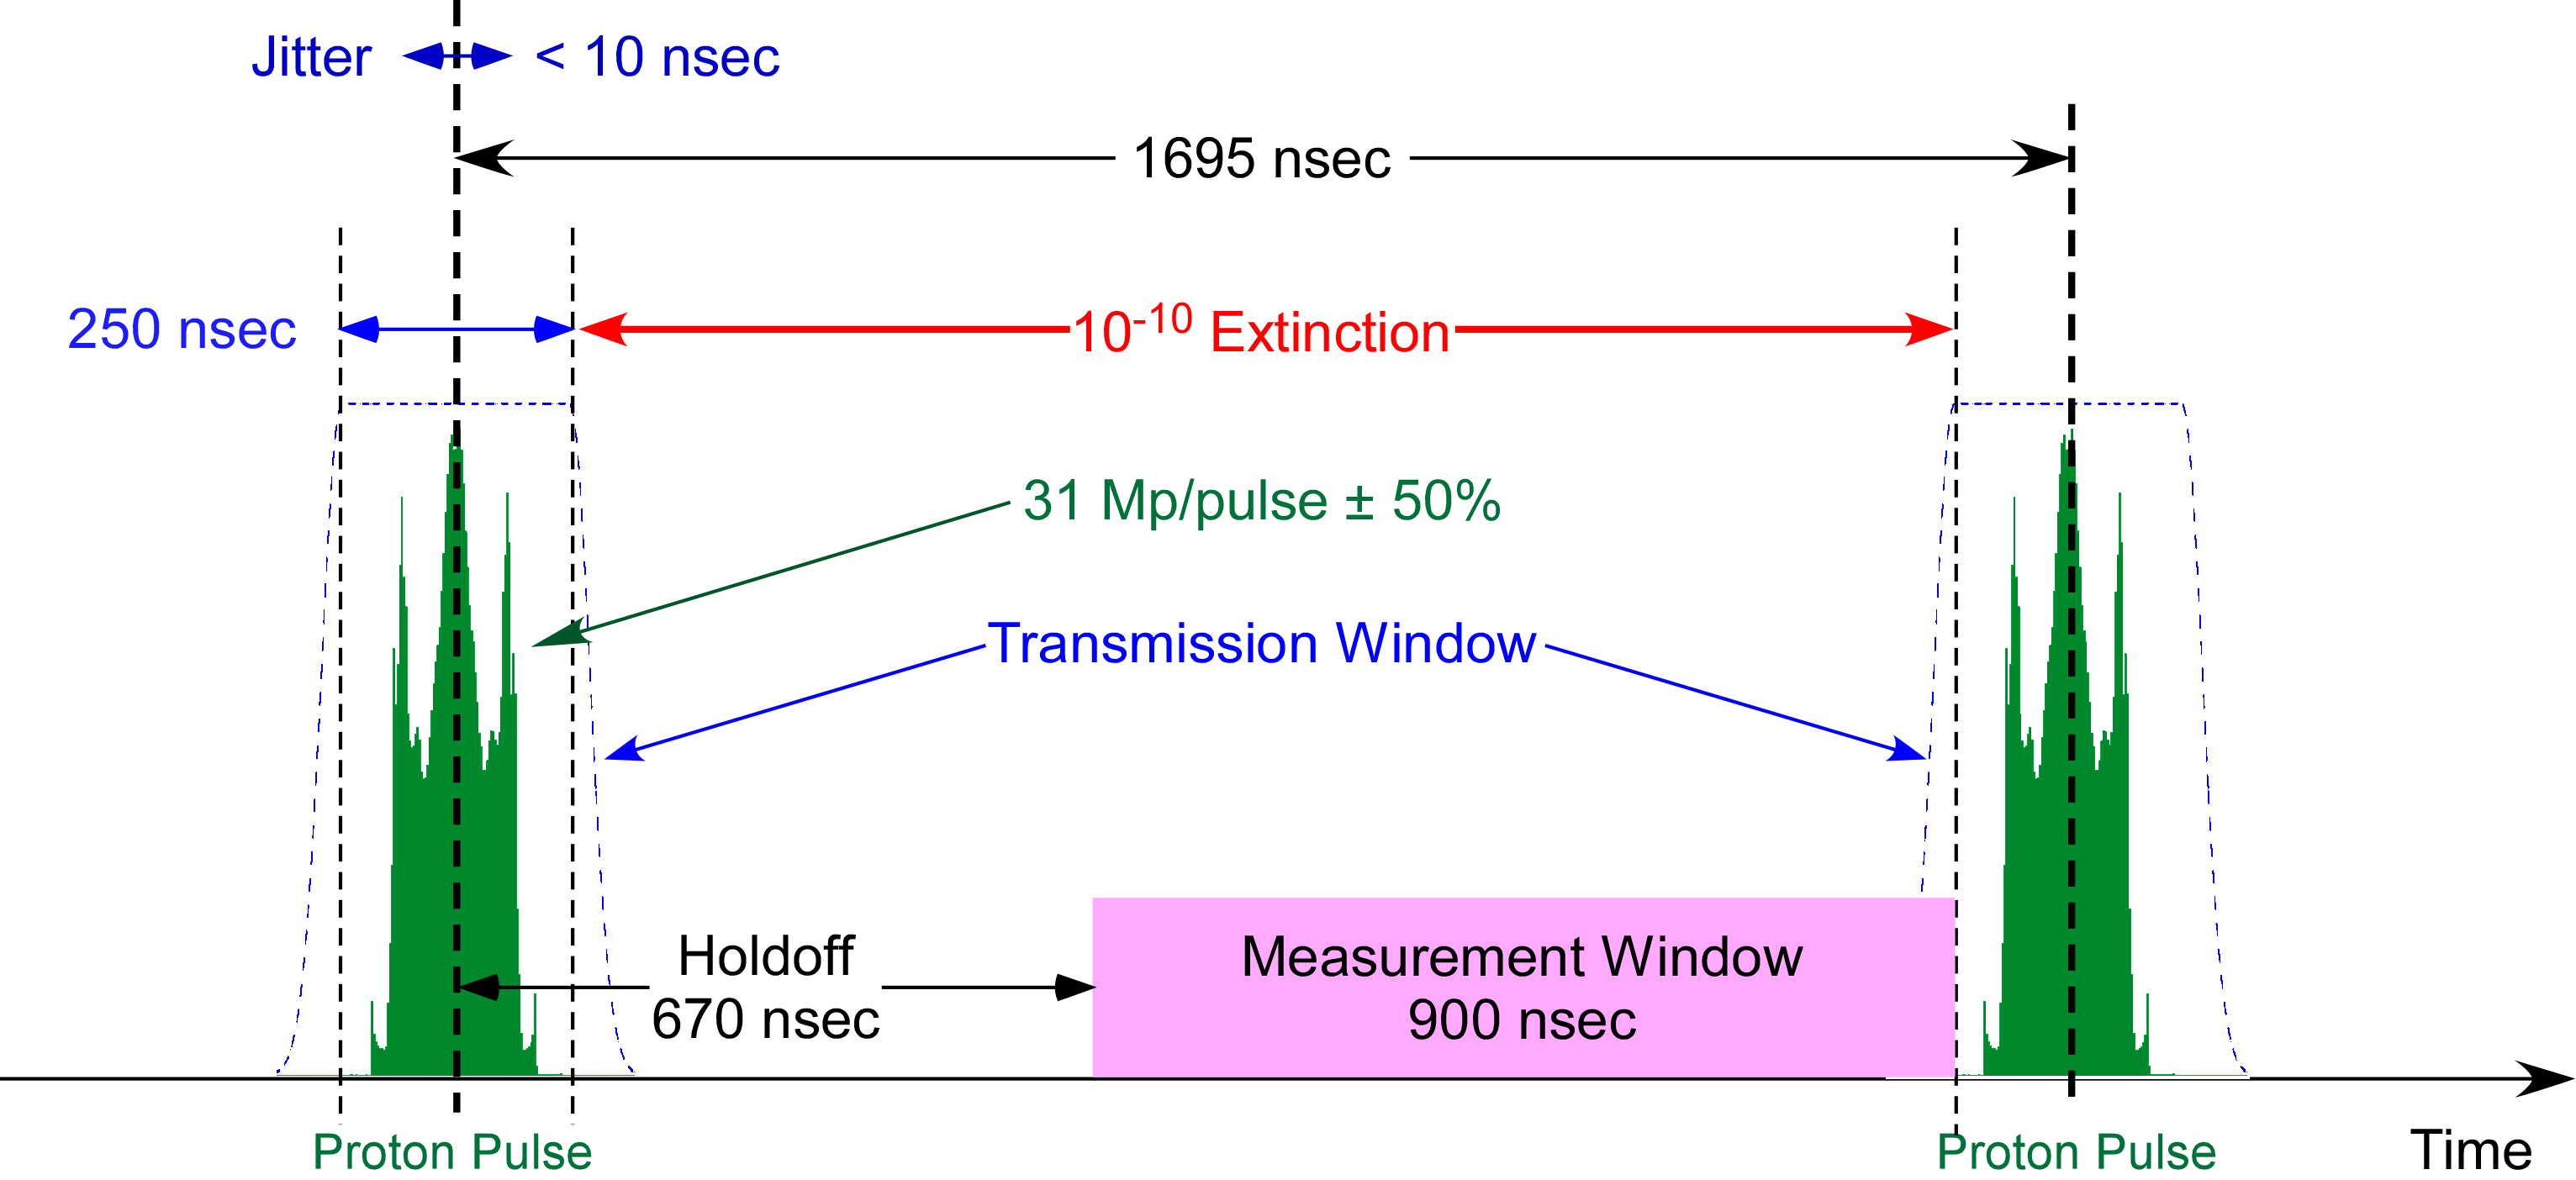 Jitter < 10 nsec
1695 nsec
250 nsec
10⁻¹⁰ Extinction
31 Mp/pulse ± 50%
Transmission Window
Holdoff
670 nsec
Measurement Window
900 nsec
Proton Pulse
Proton Pulse
Time